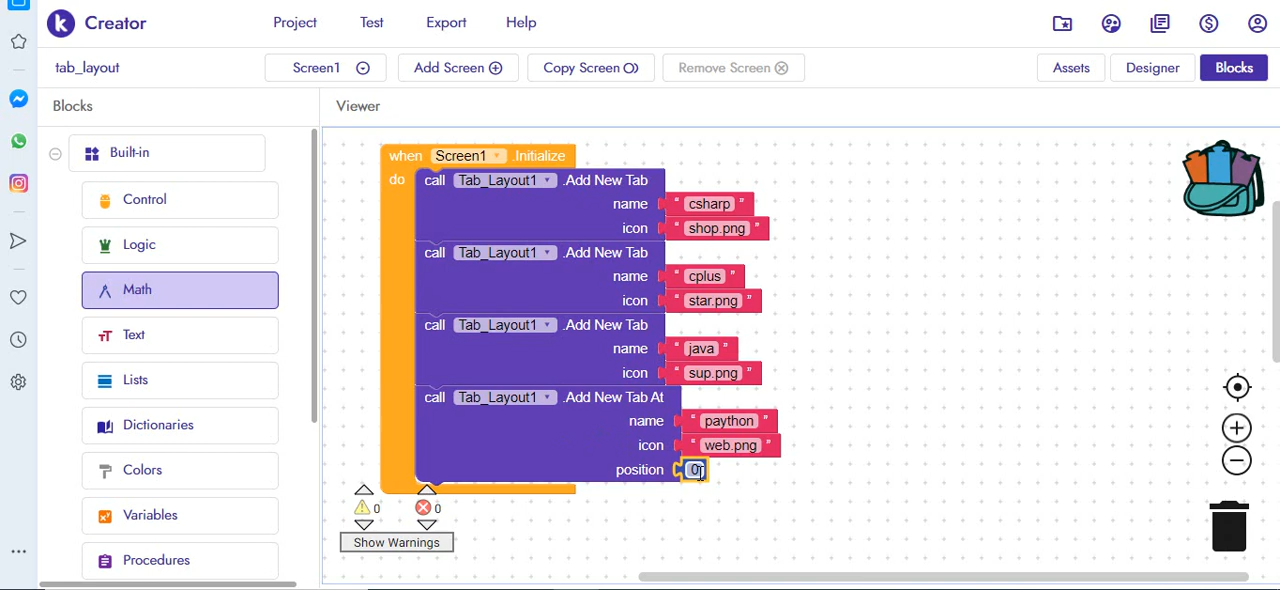 Creator
Project
Test
Export
Help
tab_layout
Screen1
Add Screen
Copy Screen
Remove Screen
Assets
Designer
Blocks
Blocks
Viewer
Built-in
Control
Logic
Math
Text
Lists
Dictionaries
Colors
Variables
Procedures
when Screen1 .Initialize
do call Tab_Layout1 .Add New Tab
name “ csharp ”
icon “ shop.png ”
call Tab_Layout1 .Add New Tab
name “ cplus ”
icon “ star.png ”
call Tab_Layout1 .Add New Tab
name “ java ”
icon “ sup.png ”
call Tab_Layout1 .Add New Tab At
name “ paython ”
icon “ web.png ”
position 0
0 0
Show Warnings